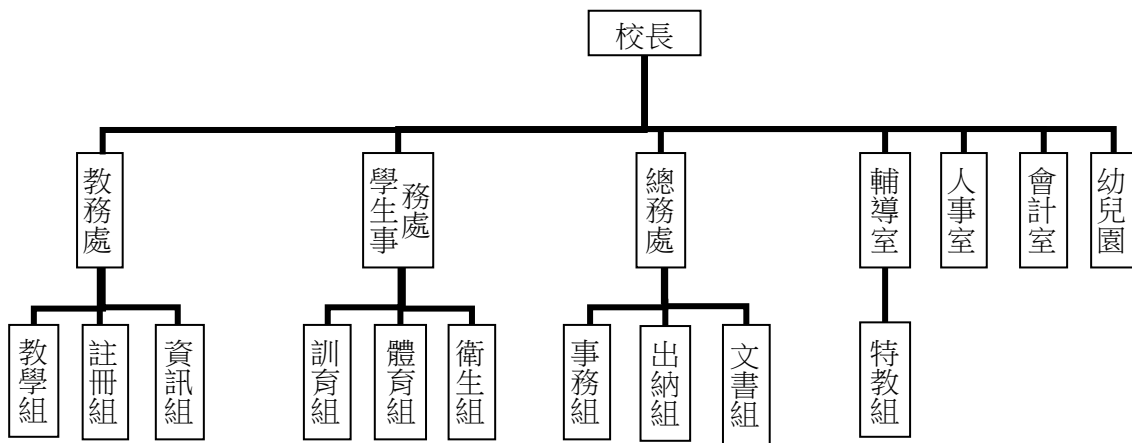 校長
教務處
學生事
務處
總務處
輔導室
人事室
會計室
幼兒園
教學組
註冊組
資訊組
訓育組
體育組
衛生組
事務組
出納組
文書組
特教組